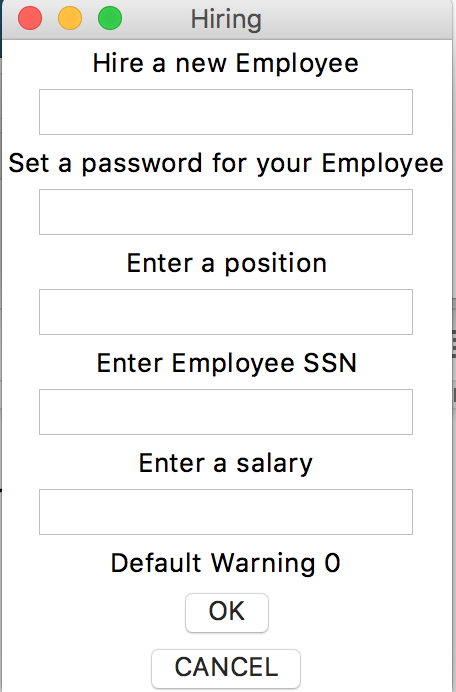 Hiring
Hire a new Employee
Set a password for your Employee
Enter a position
Enter Employee SSN
Enter a salary
Default Warning 0
OK
CANCEL